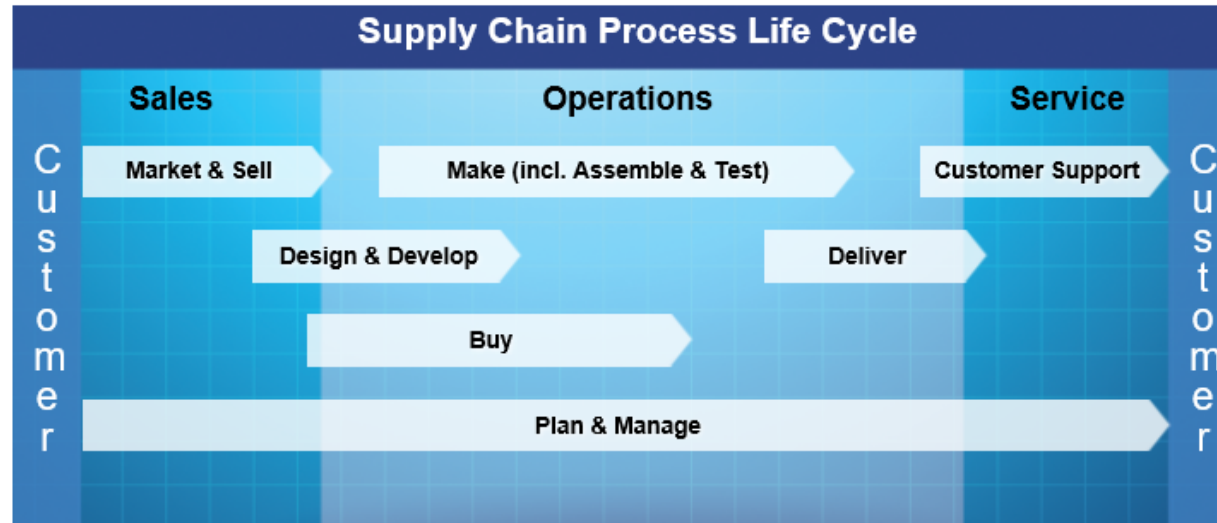 Supply Chain Process Life Cycle
Sales Operations Service
Customer
Market & Sell Make (incl. Assemble & Test) Customer Support
Design & Develop Deliver
Buy
Plan & Manage
Customer